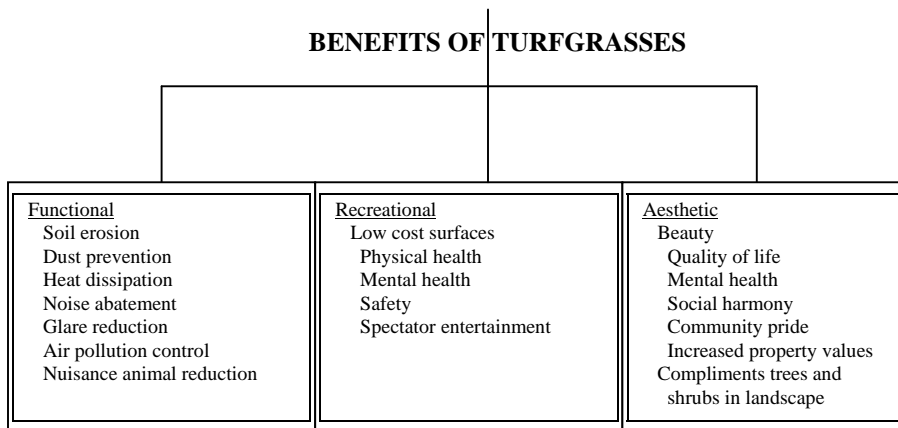 BENEFITS OF TURFGRASSES
Functional
Soil erosion
Dust prevention
Heat dissipation
Noise abatement
Glare reduction
Air pollution control
Nuisance animal reduction
Recreational
Low cost surfaces
Physical health
Mental health
Safety
Spectator entertainment
Aesthetic
Beauty
Quality of life
Mental health
Social harmony
Community pride
Increased property values
Compliments trees and
shrubs in landscape